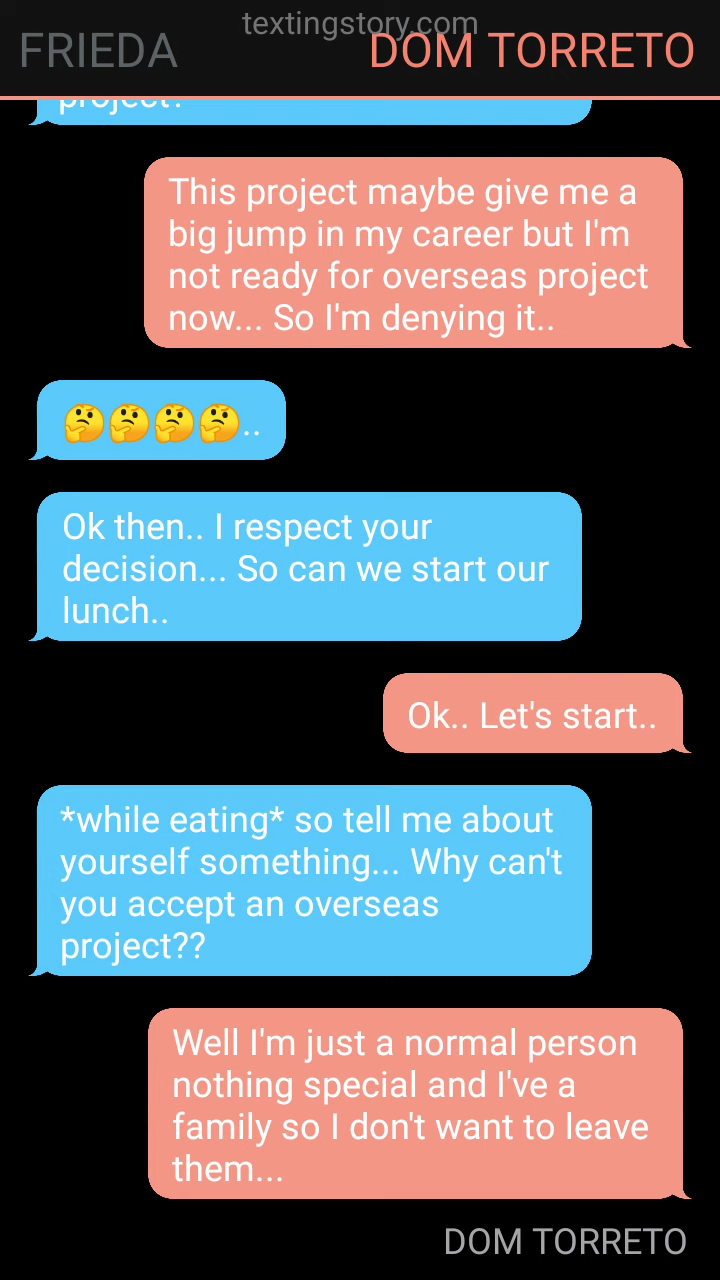 textingstory.com
FRIEDA
DOM TORRETO
project?
This project maybe give me a
big jump in my career but I'm
not ready for overseas project
now... So I'm denying it..
🤔🤔🤔🤔..
Ok then.. I respect your
decision... So can we start our
lunch..
Ok.. Let's start..
*while eating* so tell me about
yourself something... Why can't
you accept an overseas
project??
Well I'm just a normal person
nothing special and I've a
family so I don't want to leave
them...
DOM TORRETO